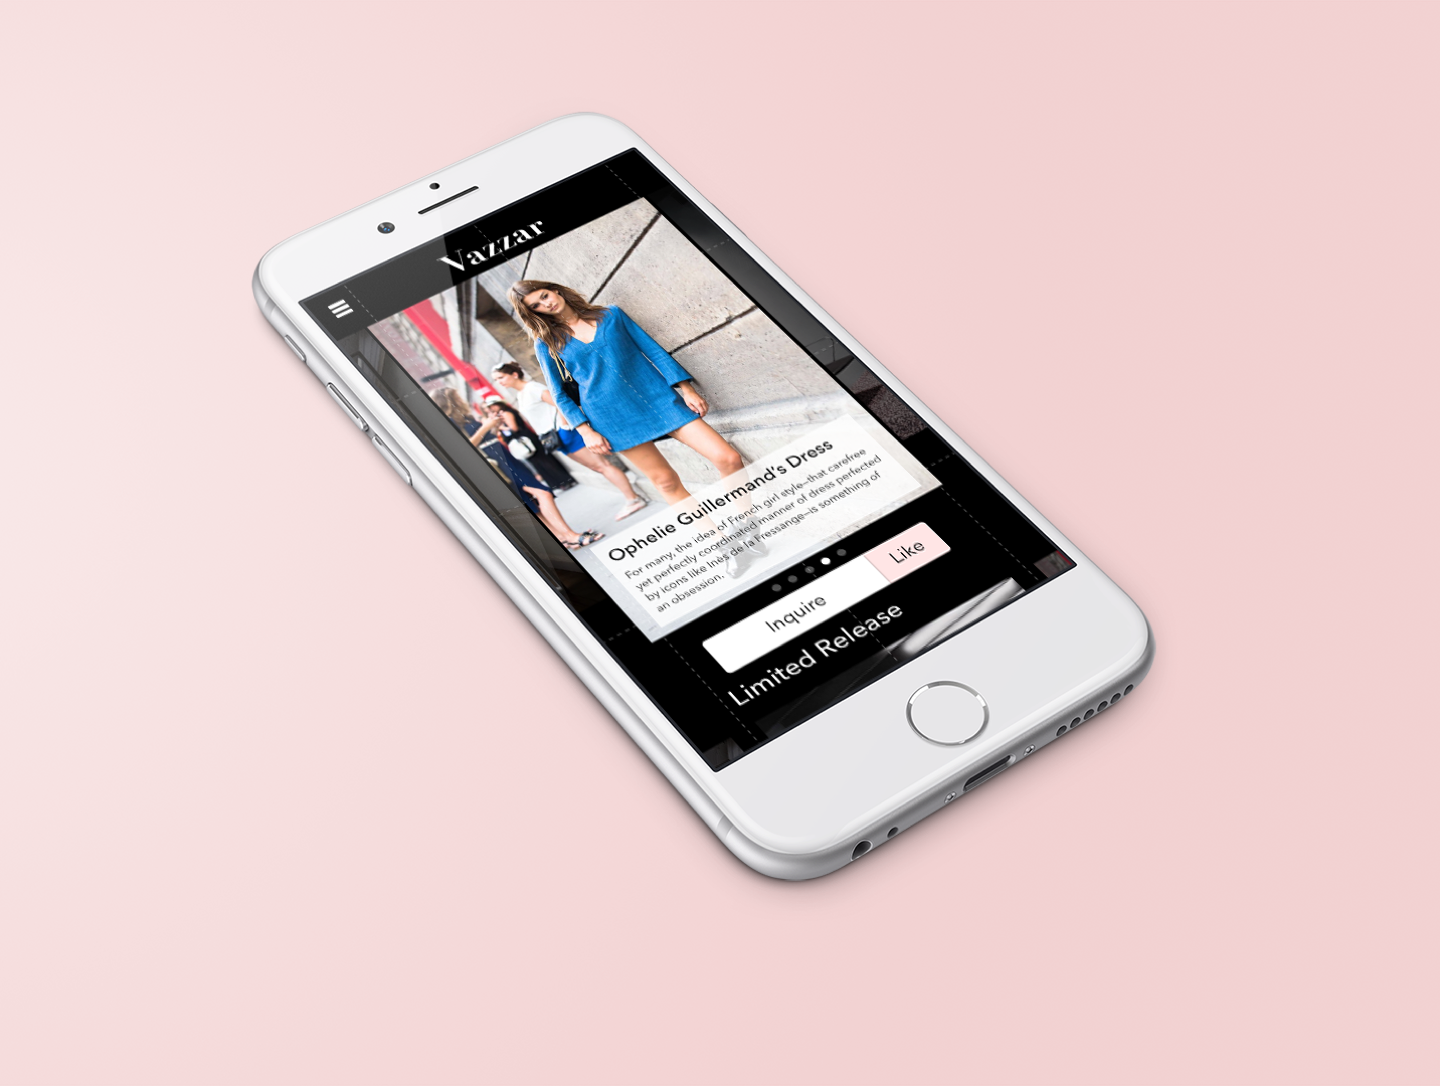 Vazzar
Ophelie Guillermand's Dress
For many, the idea of French girl style–that carefree
yet perfectly coordinated manner of dress perfected
by icons like Inès de la Fressange–is something of
an obsession.
Inquire
Like
Limited Release